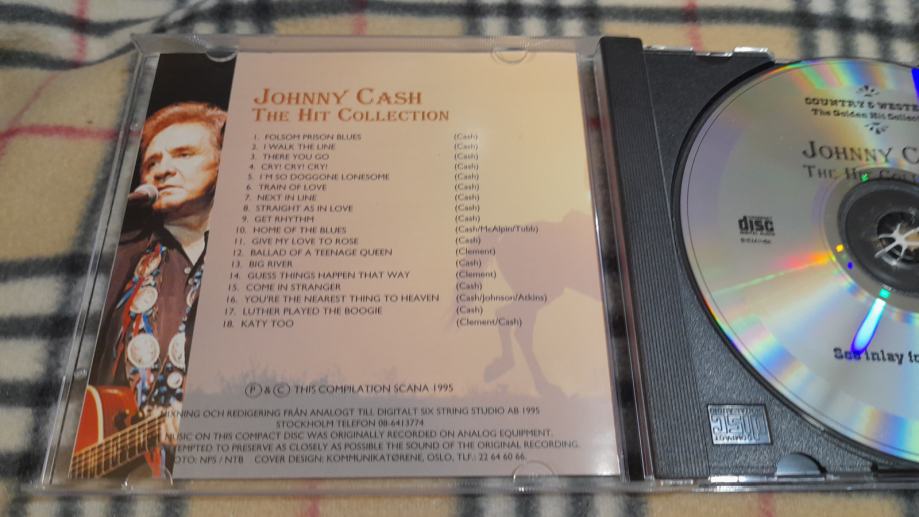 JOHNNY CASH
THE HIT COLLECTION
1. FOLSOM PRISON BLUES (Cash)
2. I WALK THE LINE (Cash)
3. THERE YOU GO (Cash)
4. CRY! CRY! CRY! (Cash)
5. I'M SO DOGGONE LONESOME (Cash)
6. TRAIN OF LOVE (Cash)
7. NEXT IN LINE (Cash)
8. STRAIGHT AS IN LOVE (Cash)
9. GET RHYTHM (Cash)
10. HOME OF THE BLUES (Cash/McAlpin/Tubb)
11. GIVE MY LOVE TO ROSE (Cash)
12. BALLAD OF A TEENAGE QUEEN (Clement)
13. BIG RIVER (Cash)
14. GUESS THINGS HAPPEN THAT WAY (Clement)
15. COME IN STRANGER (Cash)
16. YOU'RE THE NEAREST THING TO HEAVEN (Cash/Johnson/Atkins)
17. LUTHER PLAYED THE BOOGIE (Cash)
18. KATY TOO (Clement/Cash)
Ⓟ & © THIS COMPILATION SCANA 1995
MIXNING OCH REDIGERING FRÅN ANALOGT TILL DIGITALT SIX STRING STUDIO AB 1995
STOCKHOLM TELEFON 08-6413774
MUSIC ON THIS COMPACT DISC WAS ORIGINALLY RECORDED ON ANALOG EQUIPMENT.
TEMPTED TO PRESERVE AS CLOSELY AS POSSIBLE THE SOUND OF THE ORIGINAL RECORDING.
OTO: NPS / NTB COVER DESIGN: KOMMUNIKATØRENE, OSLO, TLF.: 22 64 60 66.
COUNTRY & WESTE
The Golden Hit Collect
JOHNNY C
THE HIT COLL
COMPACT
disc
DIGITAL AUDIO
See inlay fo